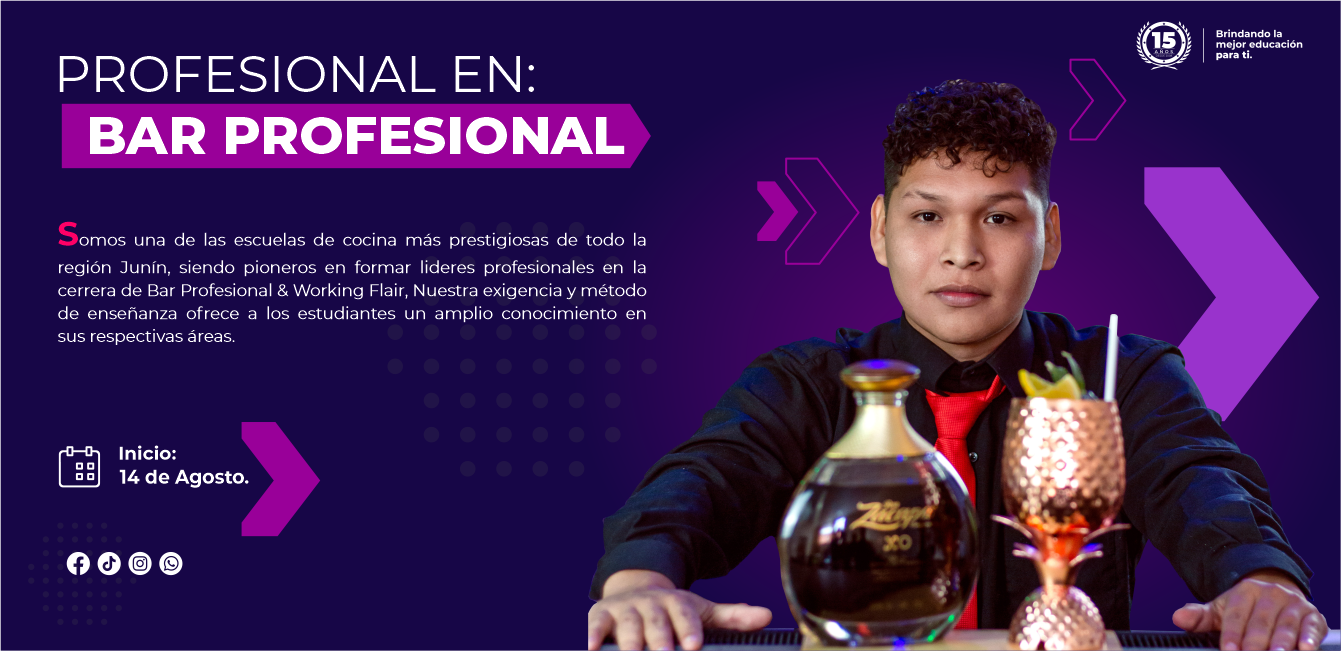 PROFESIONAL EN:
BAR PROFESIONAL
15
AÑOS
Brindando la
mejor educación
para ti.
Somos una de las escuelas de cocina más prestigiosas de todo la
región Junín, siendo pioneros en formar lideres profesionales en la
cerrera de Bar Profesional & Working Flair, Nuestra exigencia y método
de enseñanza ofrece a los estudiantes un amplio conocimiento en
sus respectivas áreas.
Inicio:
14 de Agosto.
Zacapa
XO